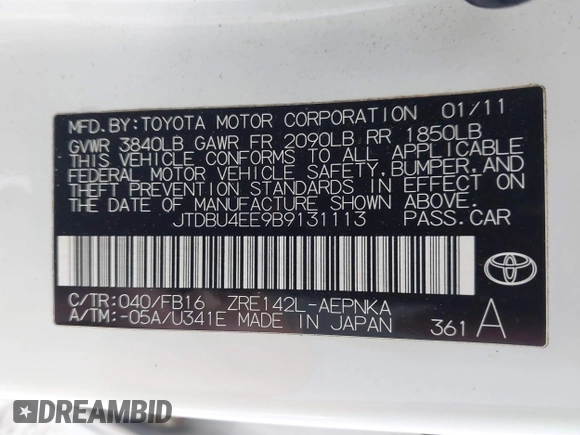 MFD. BY: TOYOTA MOTOR CORPORATION 01/11
GVWR 3840LB GAWR FR 2090LB RR 1850LB
THIS VEHICLE CONFORMS TO ALL APPLICABLE
FEDERAL MOTOR VEHICLE SAFETY, BUMPER, AND
THEFT PREVENTION STANDARDS IN EFFECT ON
THE DATE OF MANUFACTURE SHOWN ABOVE.
JTDBU4EE9B9131113 PASS. CAR
C/TR: 040/FB16 ZRE142L-AEPNKA
A/TM: -05A/U341E MADE IN JAPAN
361 A
TOYOTA
DREAMBID